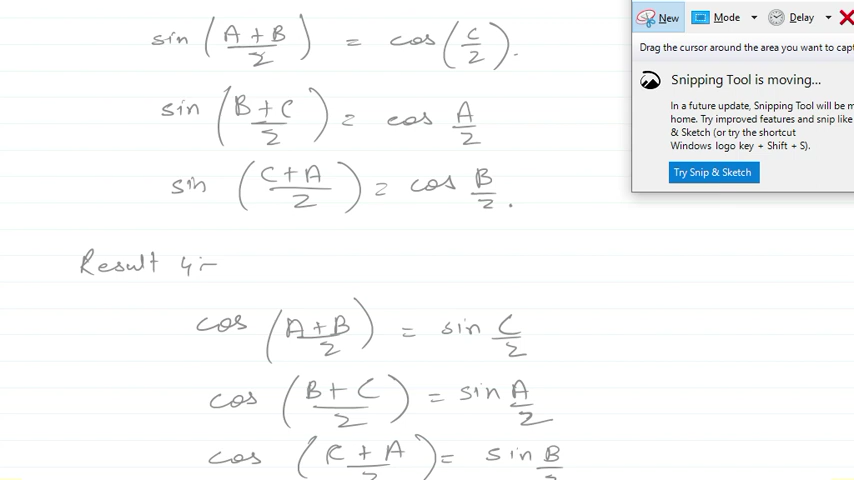 sin (A + B / 2) = cos (C / 2).
sin (B + C / 2) = cos A / 2
sin (C + A / 2) = cos B / 2.
Result 4:-
cos (A + B / 2) = sin C / 2
cos (B + C / 2) = sin A / 2
cos (C + A / 2) = sin B / 2
New Mode Delay
Drag the cursor around the area you want to capt
Snipping Tool is moving...
In a future update, Snipping Tool will be m
home. Try improved features and snip like
& Sketch (or try the shortcut
Windows logo key + Shift + S).
Try Snip & Sketch